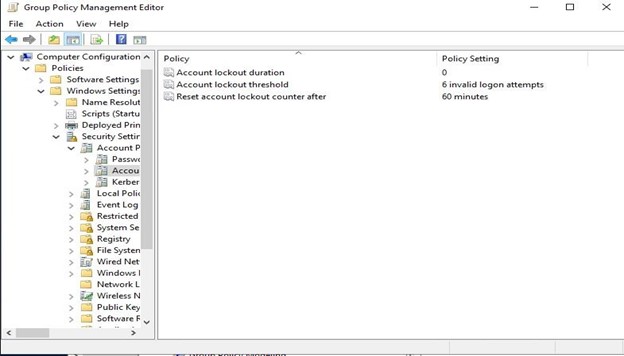 Group Policy Management Editor
File Action View Help
Computer Configuration
Policies
Software Settings
Windows Settings
Name Resolut
Scripts (Startu
Deployed Prin
Security Settin
Account P
Passwo
Accou
Kerber
Local Polic
Event Log
Restricted
System Se
Registry
File System
Wired Net
Windows
Network L
Wireless N
Public Key
Software R
Policy Policy Setting
Account lockout duration 0
Account lockout threshold 6 invalid logon attempts
Reset account lockout counter after 60 minutes